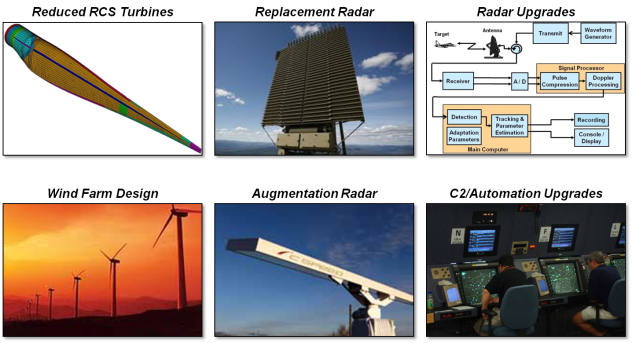 Reduced RCS Turbines
Replacement Radar
Radar Upgrades
Target
Antenna
Transmit
Waveform
Generator
Receiver
A / D
Signal Processor
Pulse
Compression
Doppler
Processing
Detection
Adaptation
Parameters
Tracking &
Parameter
Estimation
Main Computer
Recording
Console /
Display
Wind Farm Design
Augmentation Radar
C2/Automation Upgrades
C SPEED
N
F